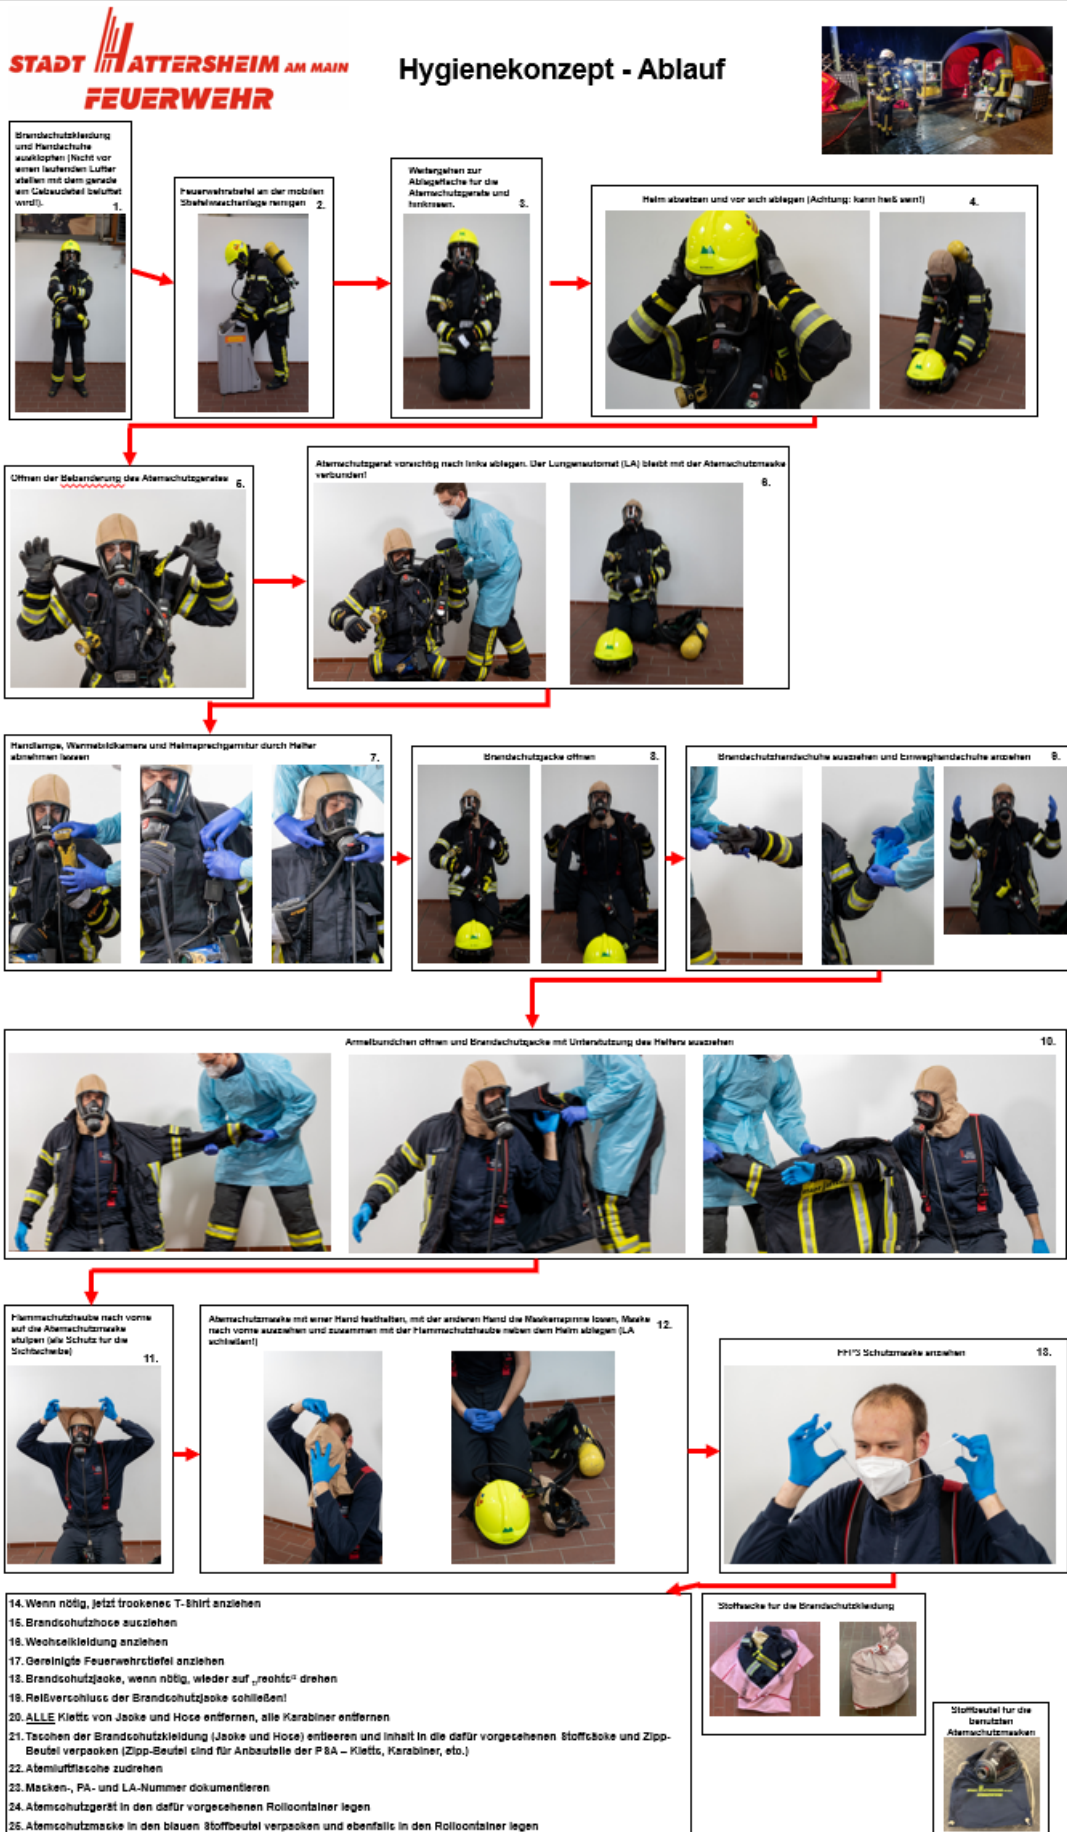 STADT HATTERSHEIM AM MAIN
FEUERWEHR
Hygienekonzept - Ablauf
Brandschutzkleidung
und Handschuhe
ausklopfen (Nicht vor
einen laufenden Lüfter
stellen mit dem gerade
ein Gebäudeteil belüftet
wird!).
1.
Feuerwehrstiefel an der mobilen
Stiefelwaschanlage reinigen
2.
Weitergehen zur
Ablagefläche für die
Atemschutzgeräte und
hinknien.
3.
Helm absetzen und vor sich ablegen (Achtung: kann heiß sein!)
4.
Öffnen der Bebänderung des Atemschutzgerätes
5.
Atemschutzgerät vorsichtig nach links ablegen. Der Lungenautomat (LA) bleibt mit der Atemschutzmaske
verbunden!
6.
Handlampe, Wärmebildkamera und Helmsprechgarnitur durch Helfer
abnehmen lassen
7.
Brandschutzjacke öffnen
8.
Brandschutzhandschuhe ausziehen und Einweghandschuhe anziehen
9.
Ärmelbündchen öffnen und Brandschutzjacke mit Unterstützung des Helfers ausziehen
10.
Flammschutzhaube nach vorne
auf die Atemschutzmaske
stülpen (als Schutz für die
Sichtscheibe)
11.
Atemschutzmaske mit einer Hand festhalten, mit der anderen Hand die Maskenspinne lösen, Maske
nach vorne ausziehen und zusammen mit der Flammschutzhaube neben dem Helm ablegen (LA
schließen!)
12.
FFP3 Schutzmaske anziehen
13.
14. Wenn nötig, jetzt trockenes T-Shirt anziehen
15. Brandschutzhose ausziehen
16. Wechselkleidung anziehen
17. Gereinigte Feuerwehrstiefel anziehen
18. Brandschutzjacke, wenn nötig, wieder auf „rechts“ drehen
19. Reißverschluss der Brandschutzjacke schließen!
20. ALLE Kletts von Jacke und Hose entfernen, alle Karabiner entfernen
21. Taschen der Brandschutzkleidung (Jacke und Hose) entleeren und Inhalt in die dafür vorgesehenen Stoffsäcke und Zipp-
Beutel verpacken (Zipp-Beutel sind für Anbauteile der PSA – Kletts, Karabiner, etc.)
22. Atemluftflasche zudrehen
23. Masken-, PA- und LA-Nummer dokumentieren
24. Atemschutzgerät in den dafür vorgesehenen Rollcontainer legen
25. Atemschutzmaske in den blauen Stoffbeutel verpacken und ebenfalls in den Rollcontainer legen
Stoffsäcke für die Brandschutzkleidung
Stoffbeutel für die
benutzten
Atemschutzmasken
FEUERWEHR